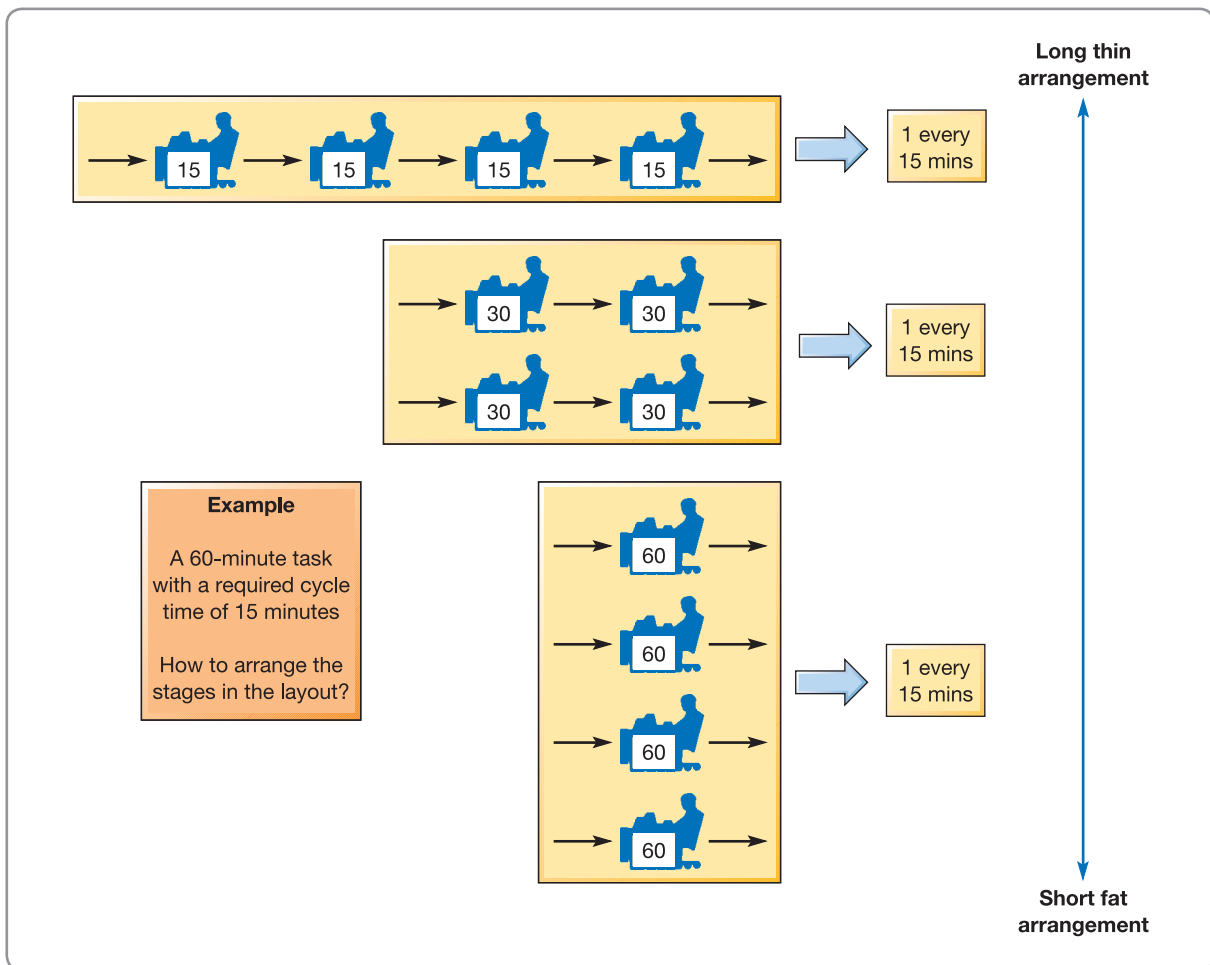 Long thin
arrangement
15
15
15
15
1 every
15 mins
30
30
30
30
1 every
15 mins
Example
A 60-minute task
with a required cycle
time of 15 minutes
How to arrange the
stages in the layout?
60
60
60
60
1 every
15 mins
Short fat
arrangement